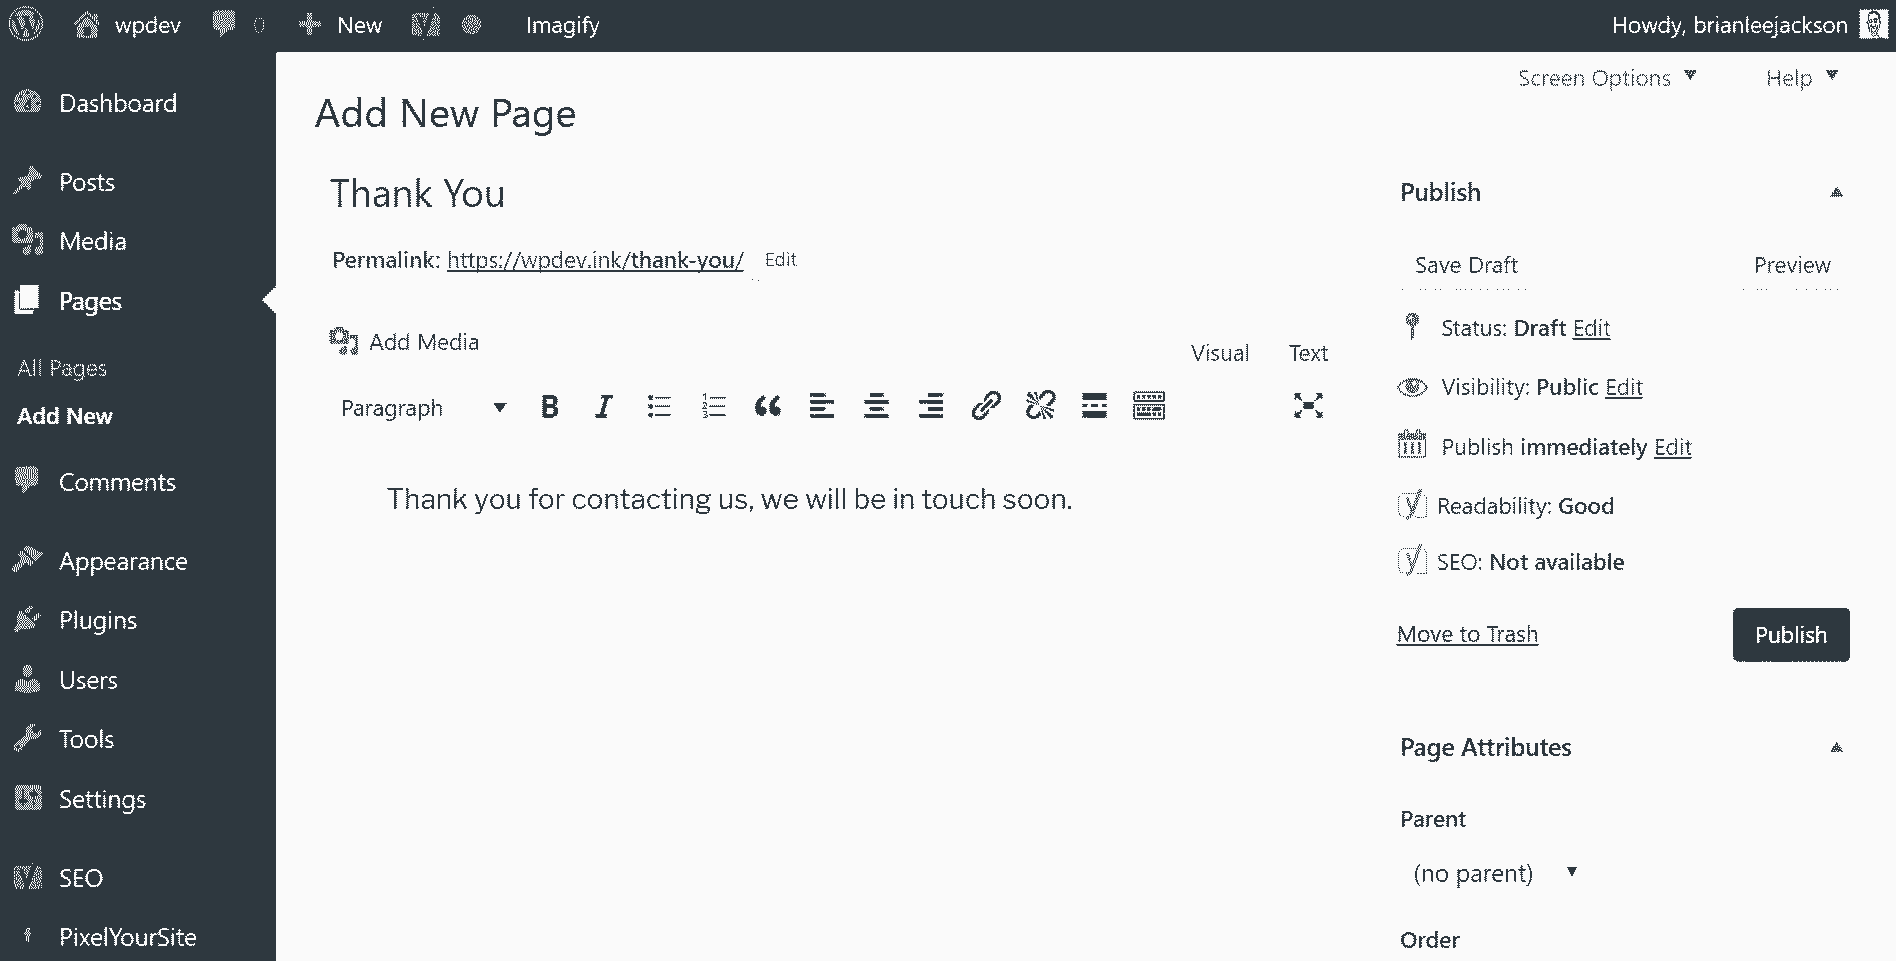 wpdev 0 New Imagify Howdy, brianleejackson
Screen Options Help
Dashboard
Posts
Media
Pages
All Pages
Add New
Comments
Appearance
Plugins
Users
Tools
Settings
SEO
PixelYourSite
Add New Page
Thank You
Permalink: https://wpdev.ink/thank-you/ Edit
Add Media
Visual Text
Paragraph
Thank you for contacting us, we will be in touch soon.
Publish
Save Draft Preview
Status: Draft Edit
Visibility: Public Edit
Publish immediately Edit
Readability: Good
SEO: Not available
Move to Trash Publish
Page Attributes
Parent
(no parent)
Order